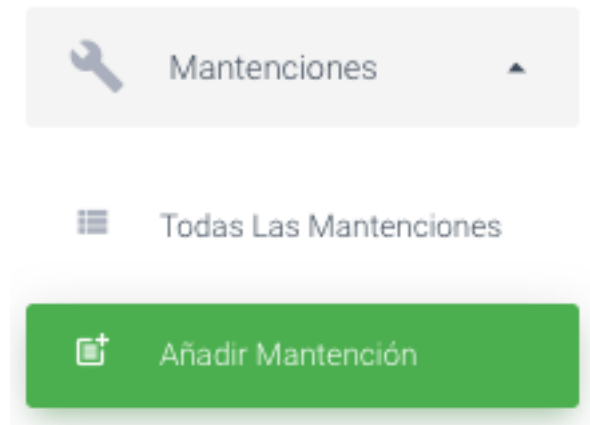 Mantenciones
Todas Las Mantenciones
Añadir Mantención